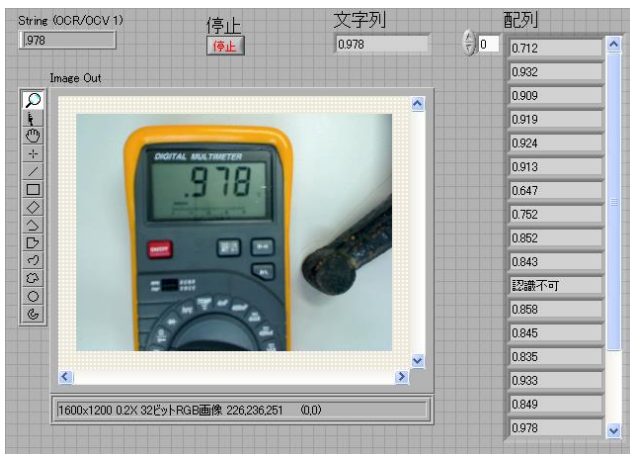 String (OCR/OCV 1)
.978
停止
停止
文字列
0.978
配列
0
0.712
0.932
0.909
0.919
0.924
0.913
0.647
0.752
0.852
0.843
認識不可
0.858
0.845
0.835
0.933
0.849
0.978
Image Out
DIGITAL MULTIMETER
.978
ON/OFF
1600x1200 0.2X 32ビットRGB画像 226,236,251 (0,0)